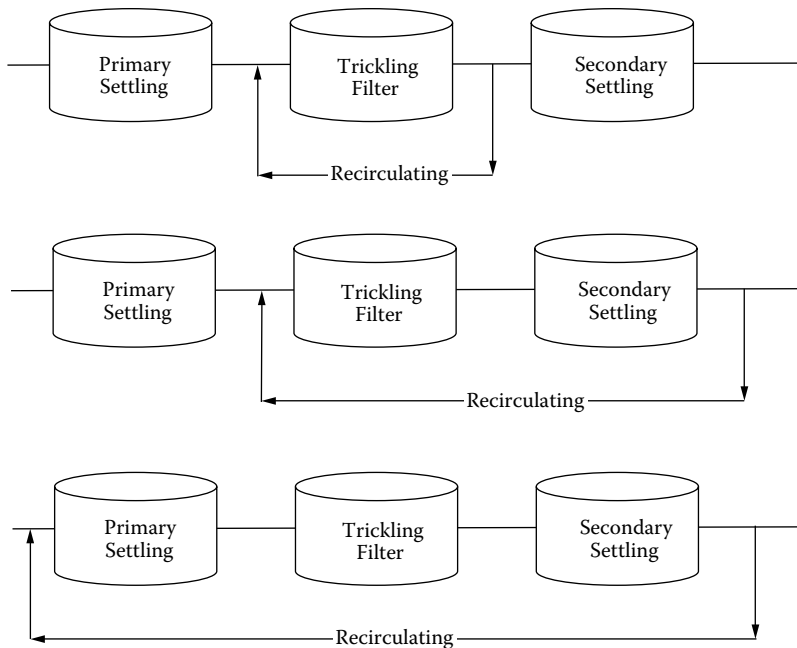 Primary
Settling
Trickling
Filter
Secondary
Settling
Recirculating
Primary
Settling
Trickling
Filter
Secondary
Settling
Recirculating
Primary
Settling
Trickling
Filter
Secondary
Settling
Recirculating